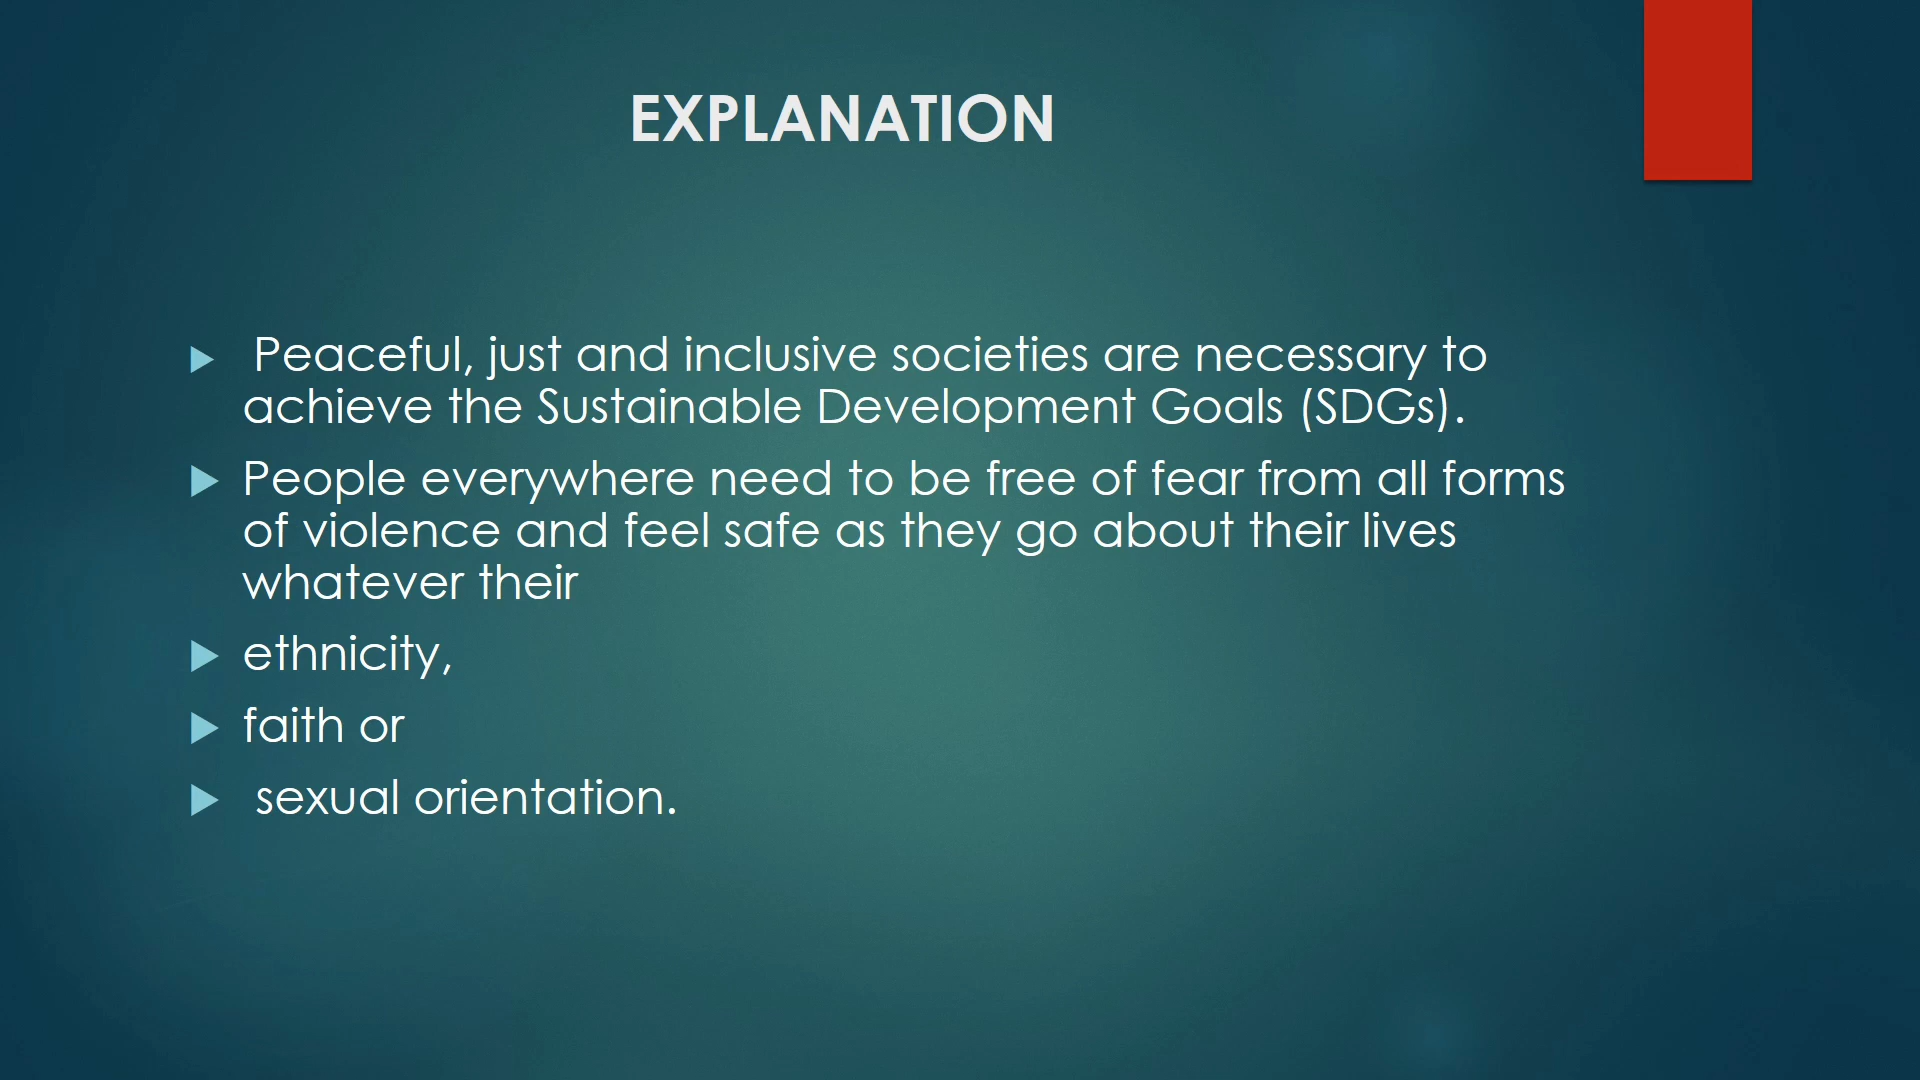 EXPLANATION
Peaceful, just and inclusive societies are necessary to
achieve the Sustainable Development Goals (SDGs).
People everywhere need to be free of fear from all forms
of violence and feel safe as they go about their lives
whatever their
ethnicity,
faith or
sexual orientation.